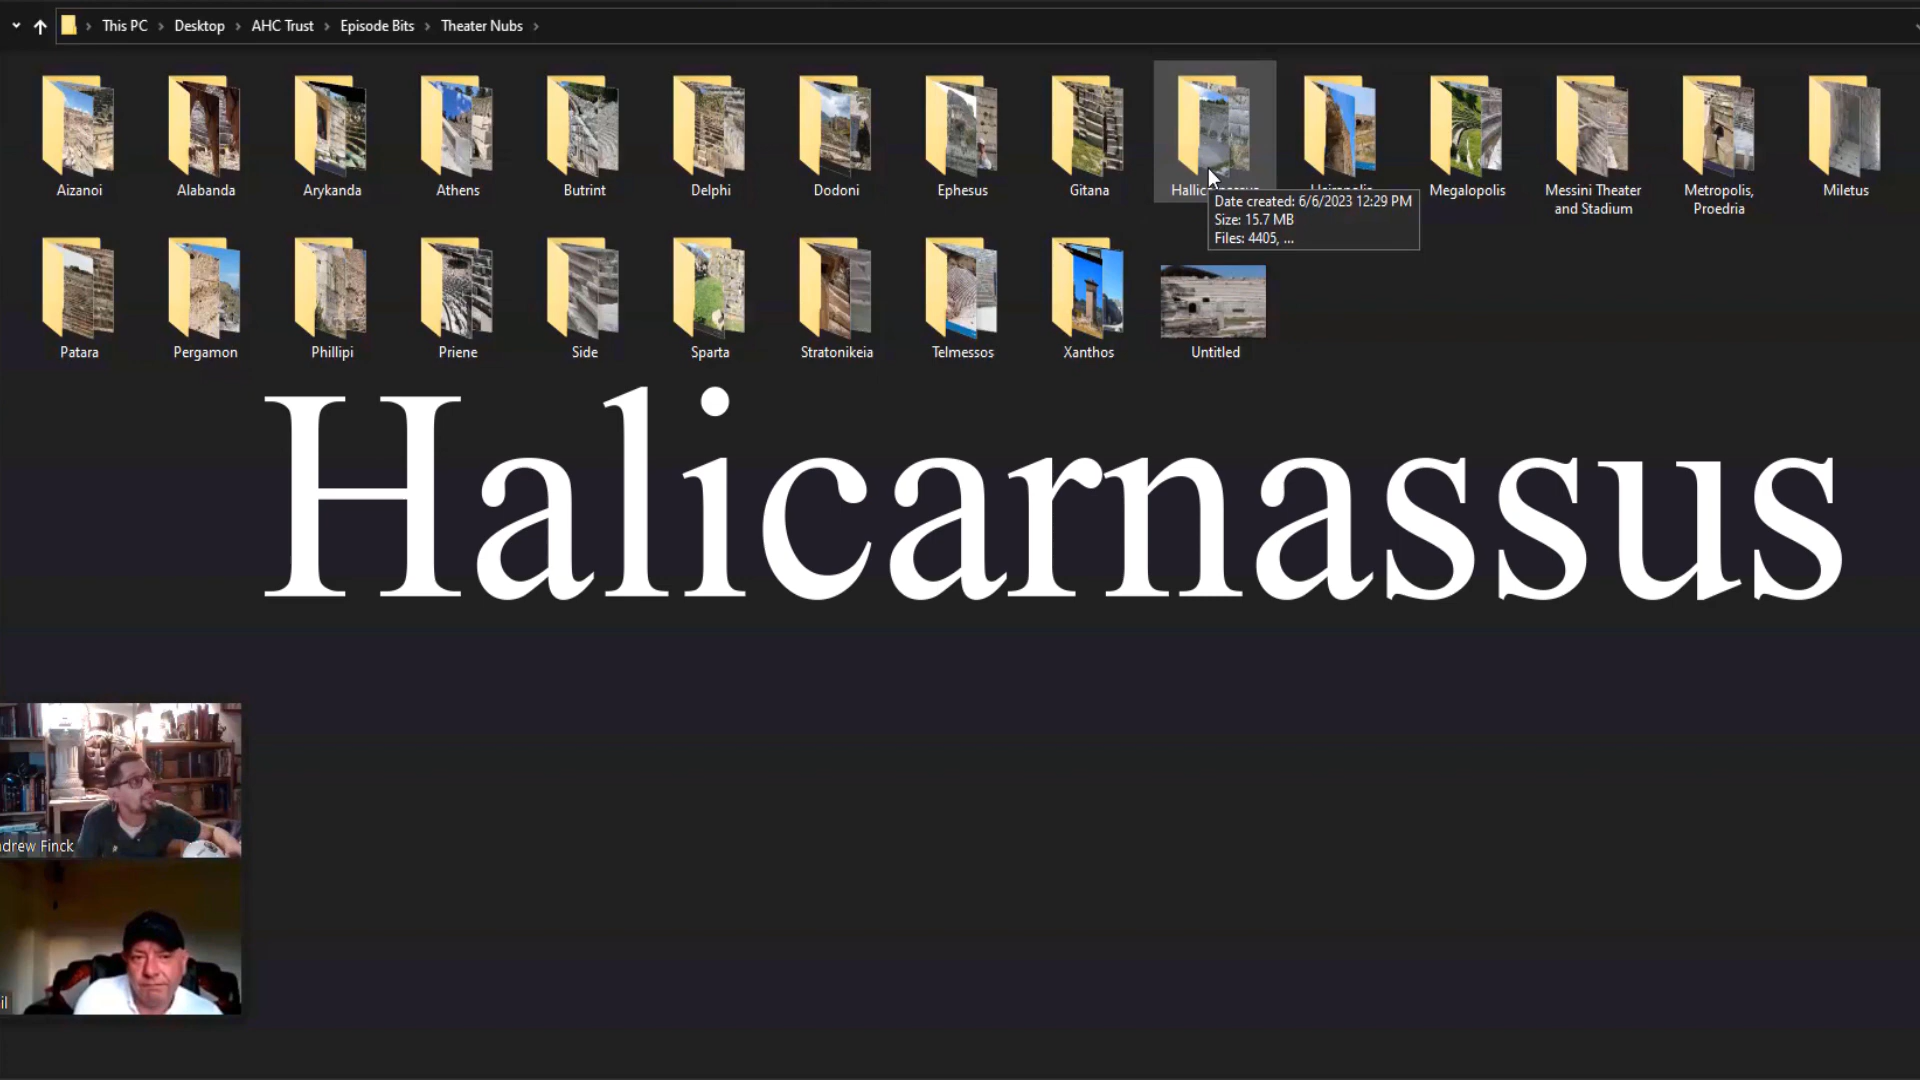 This PC › Desktop › AHC Trust › Episode Bits › Theater Nubs ›
Aizanoi
Alabanda
Arykanda
Athens
Butrint
Delphi
Dodoni
Ephesus
Gitana
Megalopolis
Messini Theater
and Stadium
Metropolis,
Proedria
Miletus
Date created: 6/6/2023 12:29 PM
Size: 15.7 MB
Files: 4405, ...
Patara
Pergamon
Phillipi
Priene
Side
Sparta
Stratonikeia
Telmessos
Xanthos
Untitled
Halicarnassus
drew Finck
il